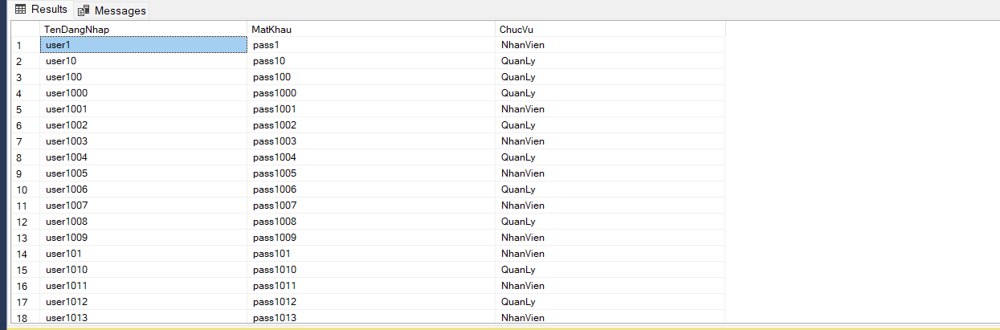 Results Messages
TenDangNhap MatKhau ChucVu
1 user1 pass1 NhanVien
2 user10 pass10 QuanLy
3 user100 pass100 QuanLy
4 user1000 pass1000 QuanLy
5 user1001 pass1001 NhanVien
6 user1002 pass1002 QuanLy
7 user1003 pass1003 NhanVien
8 user1004 pass1004 QuanLy
9 user1005 pass1005 NhanVien
10 user1006 pass1006 QuanLy
11 user1007 pass1007 NhanVien
12 user1008 pass1008 QuanLy
13 user1009 pass1009 NhanVien
14 user101 pass101 NhanVien
15 user1010 pass1010 QuanLy
16 user1011 pass1011 NhanVien
17 user1012 pass1012 QuanLy
18 user1013 pass1013 NhanVien